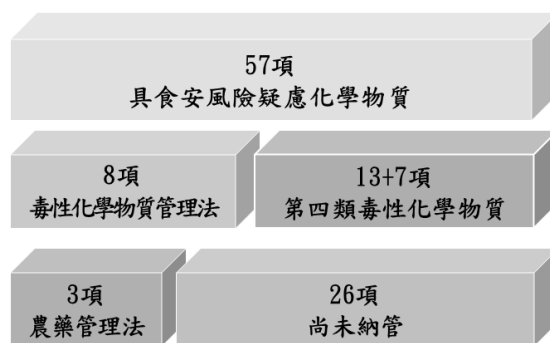 57項
具食安風險疑慮化學物質
8項
毒性化學物質管理法
13+7項
第四類毒性化學物質
3項
農藥管理法
26項
尚未納管